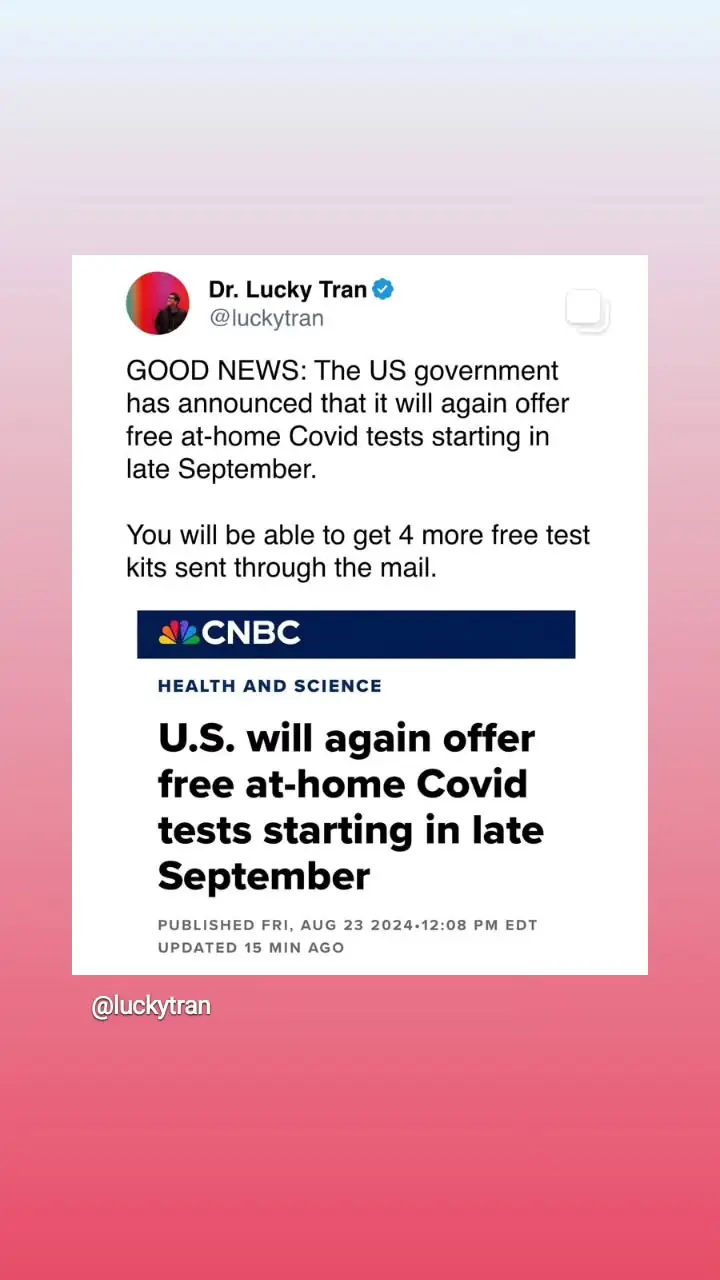 Dr. Lucky Tran
@luckytran
GOOD NEWS: The US government
has announced that it will again offer
free at-home Covid tests starting in
late September.
You will be able to get 4 more free test
kits sent through the mail.
CNBC
HEALTH AND SCIENCE
U.S. will again offer
free at-home Covid
tests starting in late
September
PUBLISHED FRI, AUG 23 2024•12:08 PM EDT
UPDATED 15 MIN AGO
@luckytran